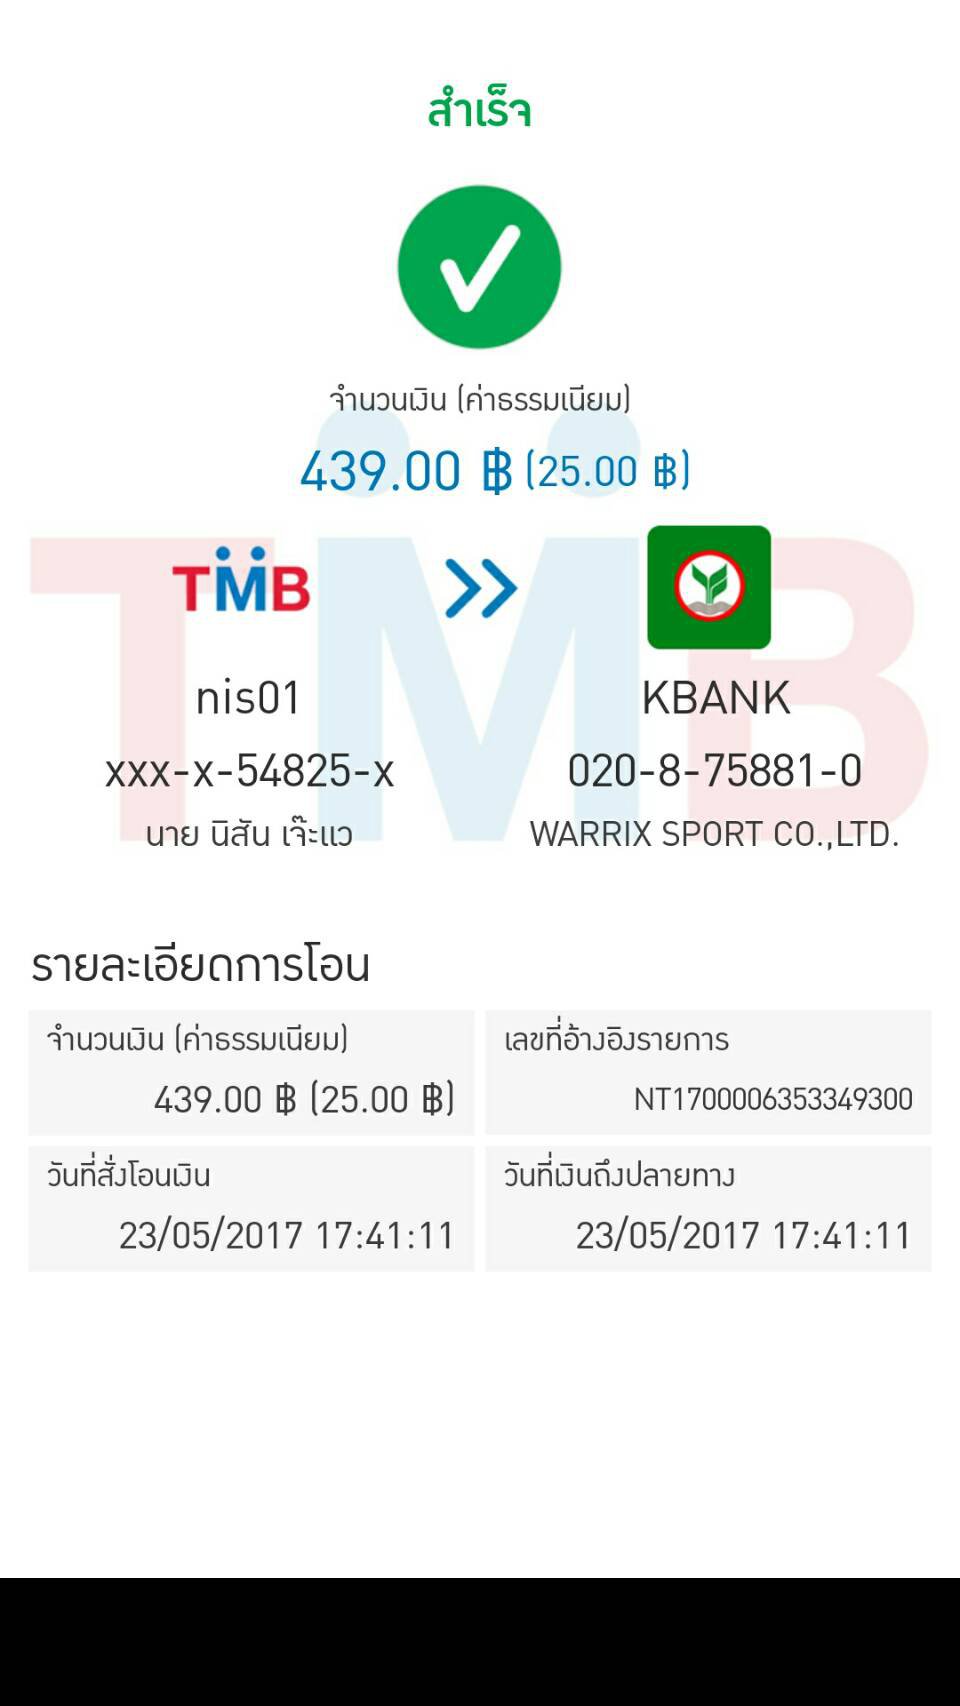 สำเร็จ
จำนวนเงิน (ค่าธรรมเนียม)
439.00 ฿ (25.00 ฿)
TMB
nis01
KBANK
xxx-x-54825-x
020-8-75881-0
นาย นิสัน เจ๊ะแว
WARRIX SPORT CO.,LTD.
รายละเอียดการโอน
จำนวนเงิน (ค่าธรรมเนียม)
439.00 ฿ (25.00 ฿)
เลขที่อ้างอิงรายการ
NT1700006353349300
วันที่สั่งโอนเงิน
23/05/2017 17:41:11
วันที่เงินถึงปลายทาง
23/05/2017 17:41:11
TMB